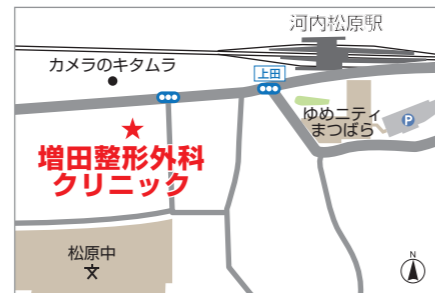 河内松原駅
カメラのキタムラ
上田
ゆめニティ
まつばら
P
増田整形外科
クリニック
松原中
文
N